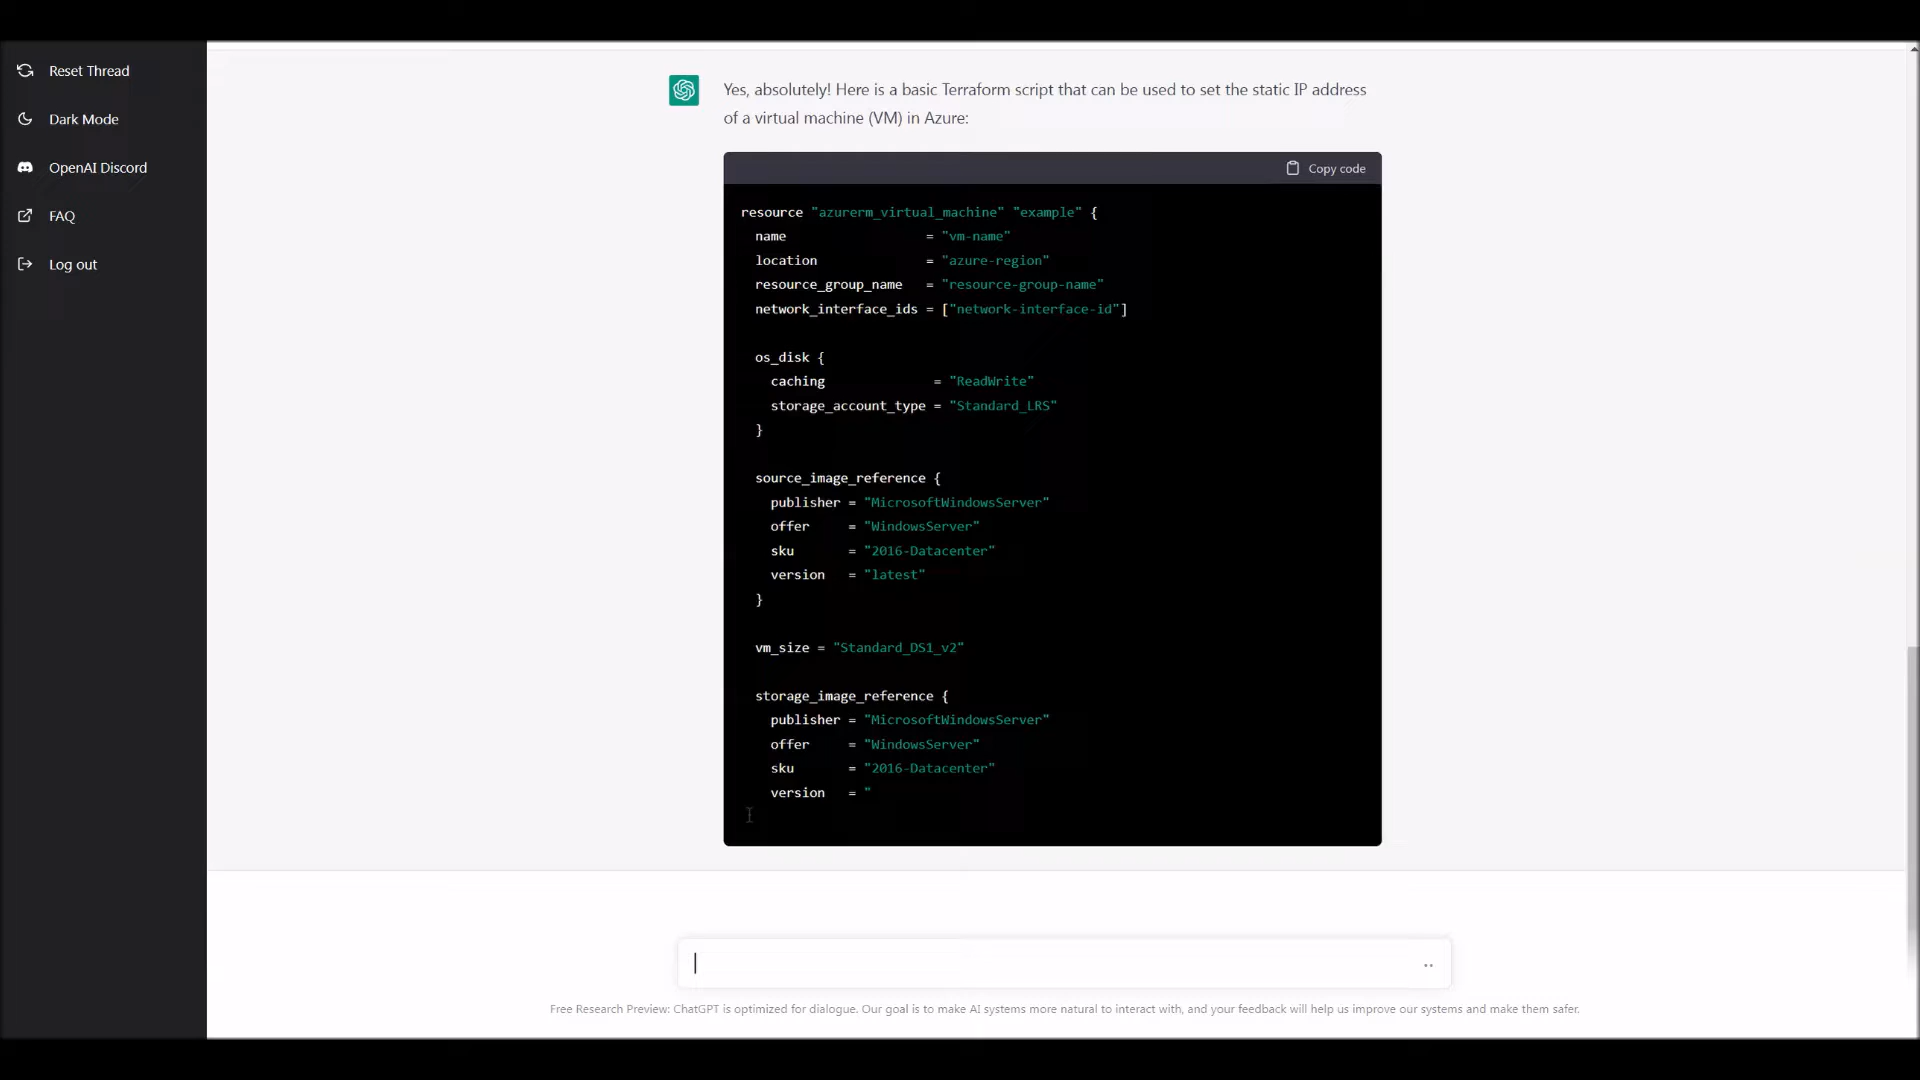 Reset Thread
Dark Mode
OpenAI Discord
FAQ
Log out
Yes, absolutely! Here is a basic Terraform script that can be used to set the static IP address
of a virtual machine (VM) in Azure:
Copy code
resource "azurerm_virtual_machine" "example" {
  name                  = "vm-name"
  location              = "azure-region"
  resource_group_name   = "resource-group-name"
  network_interface_ids = ["network-interface-id"]
  os_disk {
    caching              = "ReadWrite"
    storage_account_type = "Standard_LRS"
  }
  source_image_reference {
    publisher = "MicrosoftWindowsServer"
    offer     = "WindowsServer"
    sku       = "2016-Datacenter"
    version   = "latest"
  }
  vm_size = "Standard_DS1_v2"
  storage_image_reference {
    publisher = "MicrosoftWindowsServer"
    offer     = "WindowsServer"
    sku       = "2016-Datacenter"
    version   = "
Free Research Preview: ChatGPT is optimized for dialogue. Our goal is to make AI systems more natural to interact with, and your feedback will help us improve our systems and make them safer.